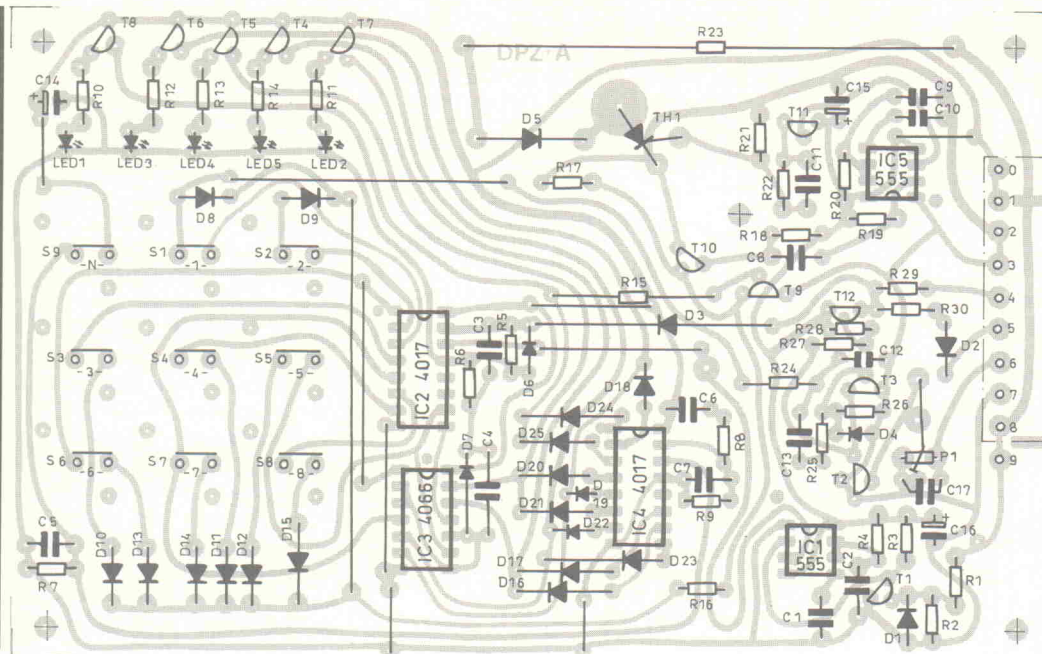 T8 T6 T5 T4 T7
R23
DPZ-A
C14 R10 R12 R13 R14 R11
+
D5 TH1
C15 C9
C10
+
R21 T11
LED1 LED3 LED4 LED5 LED2
R17
R22 C11 R20
IC5
555
0
1
2
3
4
5
6
7
8
9
D8 D9
R19
R18
C8
S9 S1 S2
-N- -1- -2-
T10
T9
R15
R29
R30
T12
R28
R27
D3
D2
C12
C3 R5
R6
D6
IC2 4017
S3 S4 S5
-3- -4- -5-
D18
R24
T3
R26
D4
C6
D24
D25
D7 C4
D20
D
19
D21
D22
IC4 4017
R8
C7
R9
C13 R25
T2
P1
C17
S6 S7 S8
-6- -7- -8-
IC3 4066
C5
R7
D10 D13 D14 D11 D12 D15
D17
D16
D23
R16
IC1
555
R4 R3
+
C16
C2
T1
R1
C1
D1
R2